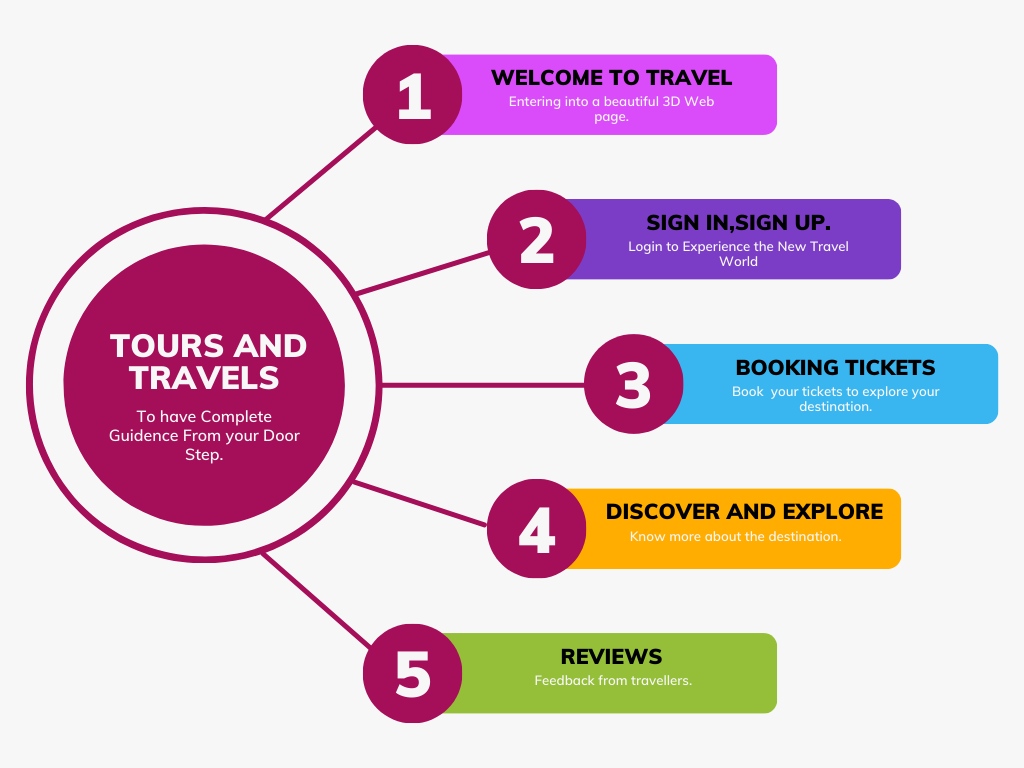 1
WELCOME TO TRAVEL
Entering into a beautiful 3D Web
page.
2
SIGN IN,SIGN UP.
Login to Experience the New Travel
World
TOURS AND
TRAVELS
To have Complete
Guidence From your Door
Step.
3
BOOKING TICKETS
Book  your tickets to explore your
destination.
4
DISCOVER AND EXPLORE
Know more about the destination.
5
REVIEWS
Feedback from travellers.